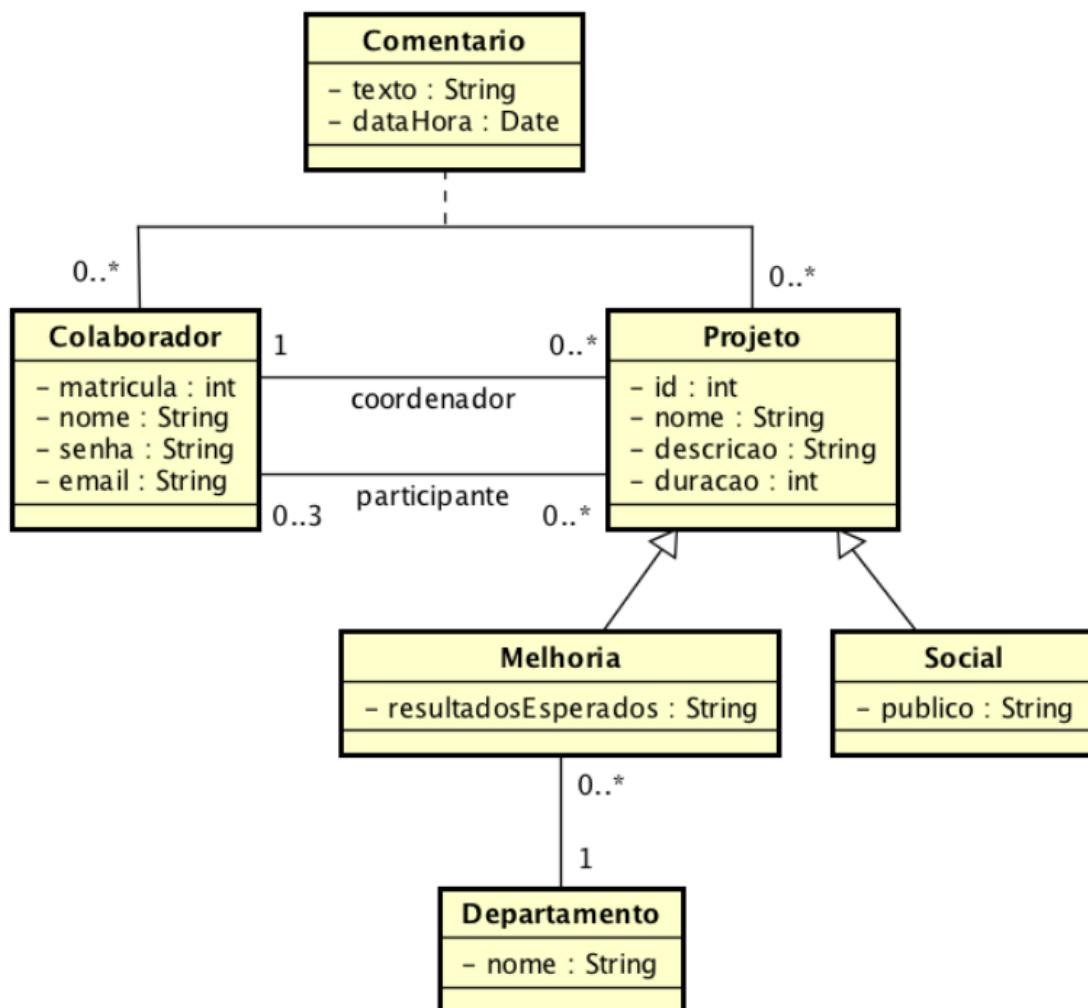 Comentario
– texto : String
– dataHora : Date
0..*
0..*
Colaborador
– matricula : int
– nome : String
– senha : String
– email : String
1
0..*
coordenador
participante
0..3
0..*
Projeto
– id : int
– nome : String
– descricao : String
– duracao : int
Melhoria
– resultadosEsperados : String
Social
– publico : String
0..*
1
Departamento
– nome : String